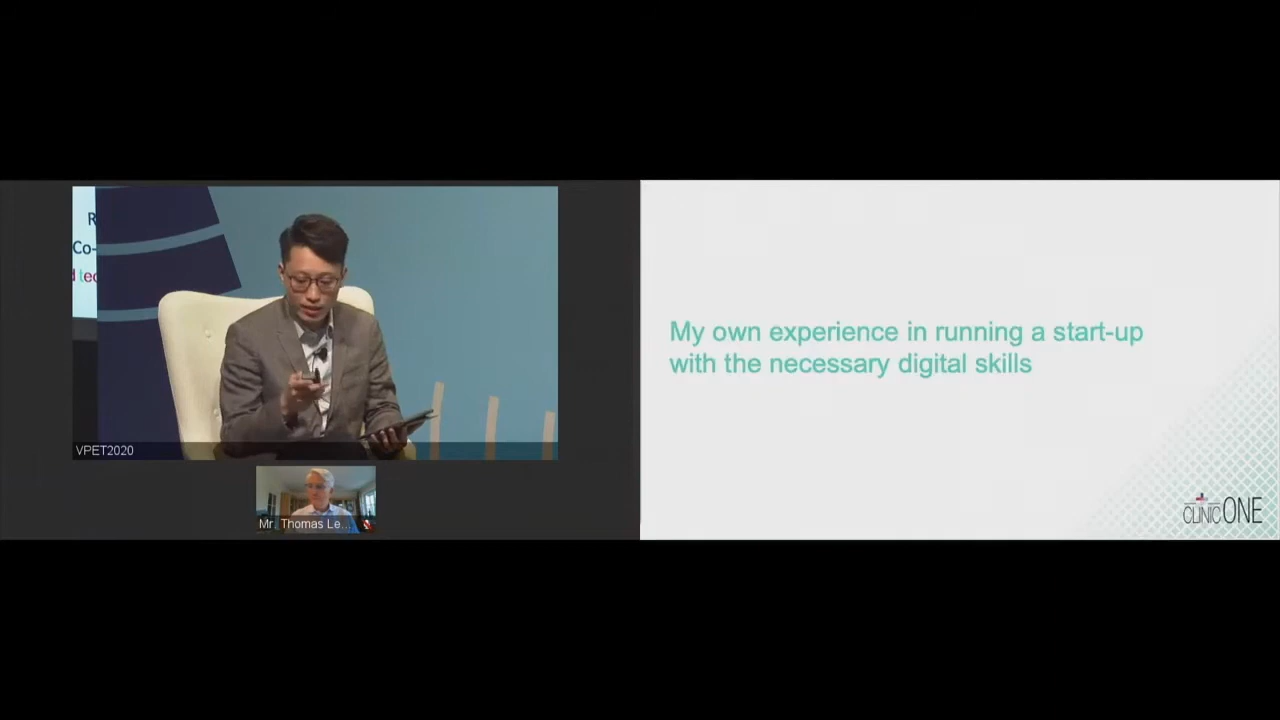 R
Co-
d tec
VPET2020
Mr. Thomas Le...
My own experience in running a start-up
with the necessary digital skills
CLINIC ONE